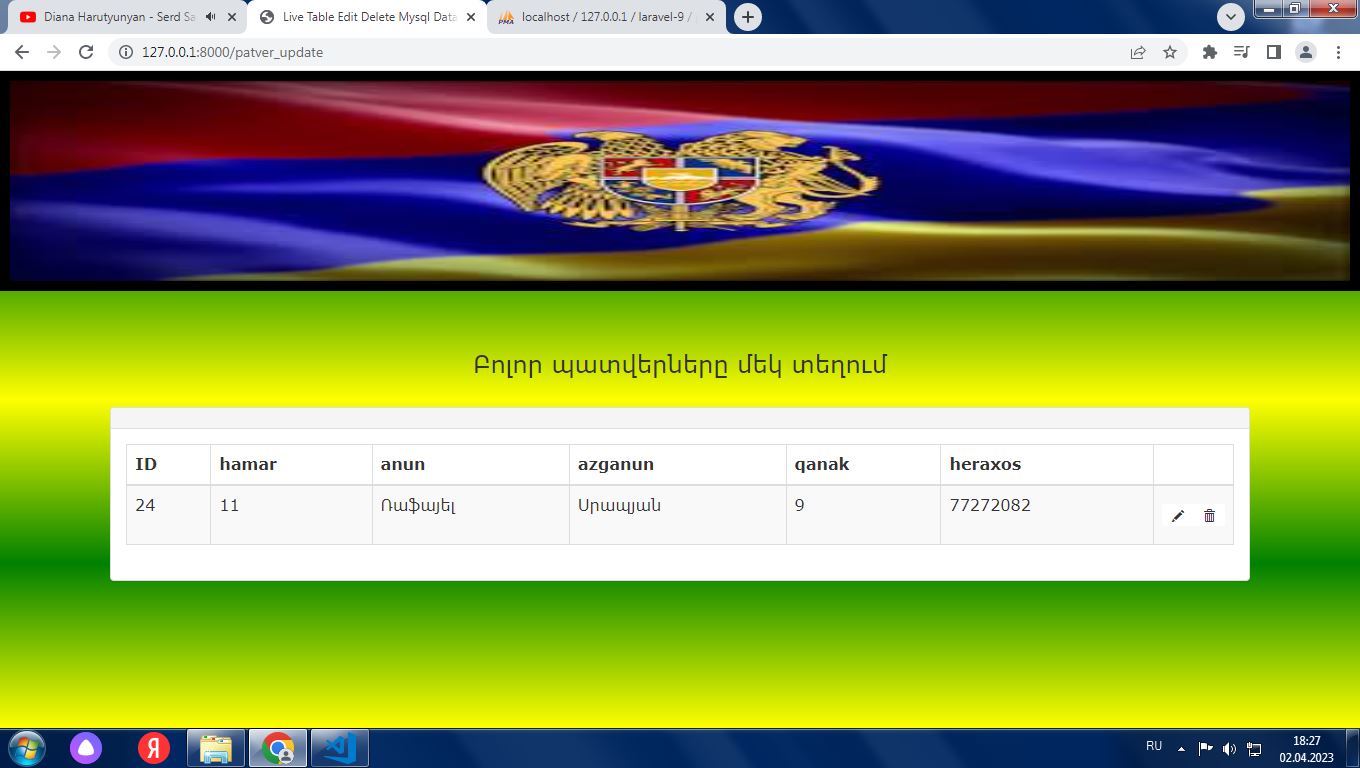 Diana Harutyunyan - Serd Sa
Live Table Edit Delete Mysql Data
localhost / 127.0.0.1 / laravel-9 /
127.0.0.1:8000/patver_update
Բոլոր պատվերները մեկ տեղում
ID hamar anun azganun qanak heraxos
24 11 Ռաֆայել Սրապյան 9 77272082
RU 18:27
02.04.2023